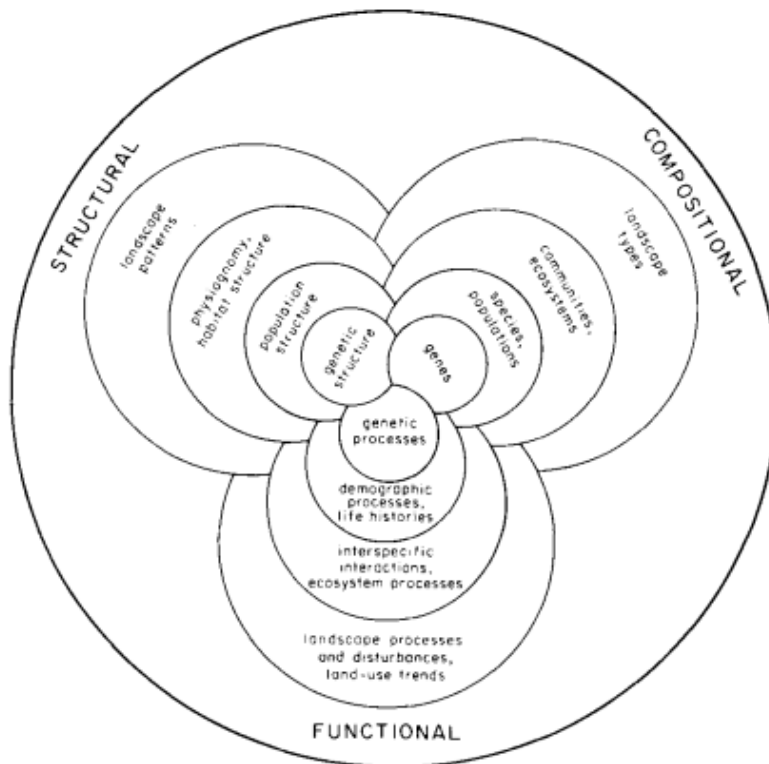 STRUCTURAL
COMPOSITIONAL
landscape
patterns
physiognomy,
habitat structure
population
structure
genetic
structure
landscape
types
communities,
ecosystems
species,
populations
genes
genetic
processes
demographic
processes,
life histories
interspecific
interactions,
ecosystem processes
landscape processes
and disturbances,
land-use trends
FUNCTIONAL